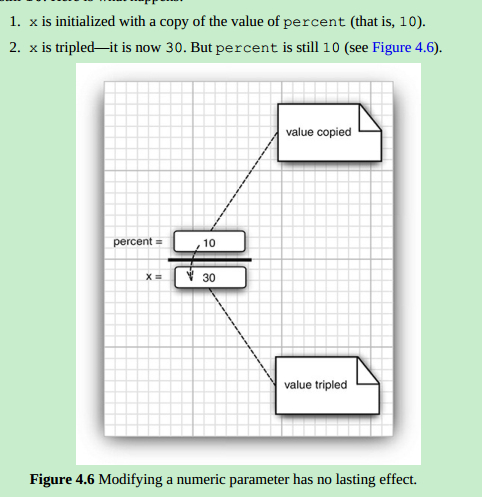 1. x is initialized with a copy of the value of percent (that is, 10).
2. x is tripled—it is now 30. But percent is still 10 (see Figure 4.6).
value copied
percent = 10
x = 30
value tripled
Figure 4.6 Modifying a numeric parameter has no lasting effect.